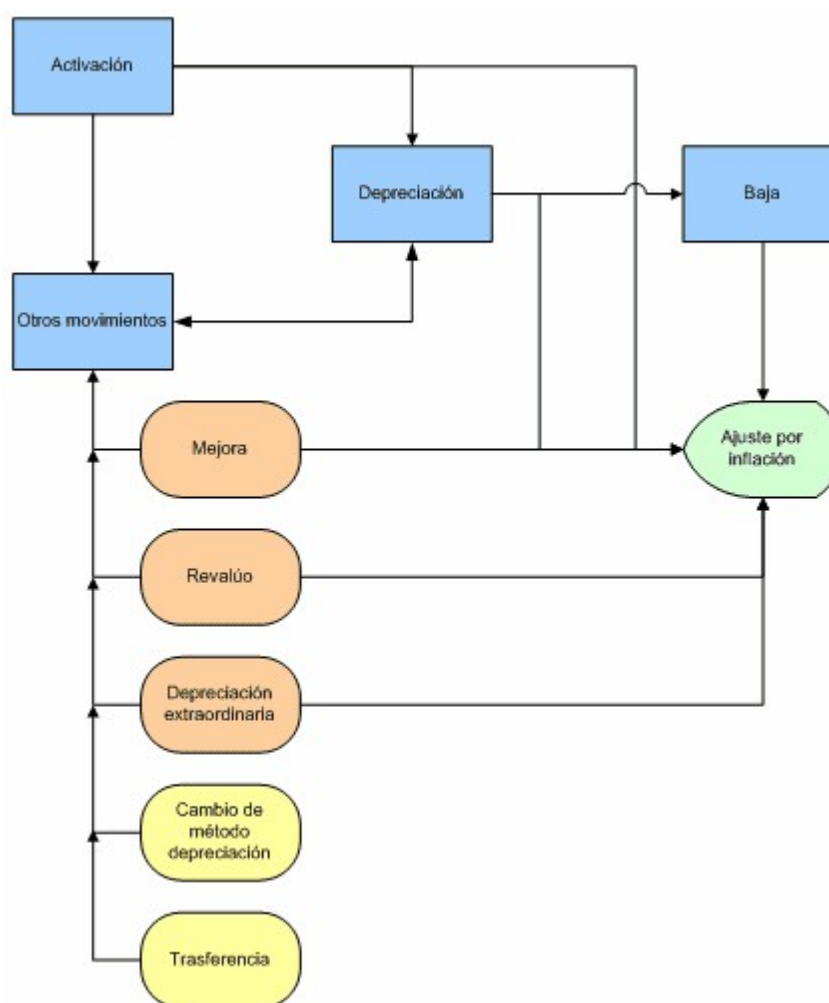 Activación
Depreciación
Baja
Otros movimientos
Mejora
Ajuste por
inflación
Revalúo
Depreciación
extraordinaria
Cambio de
método
depreciación
Trasferencia